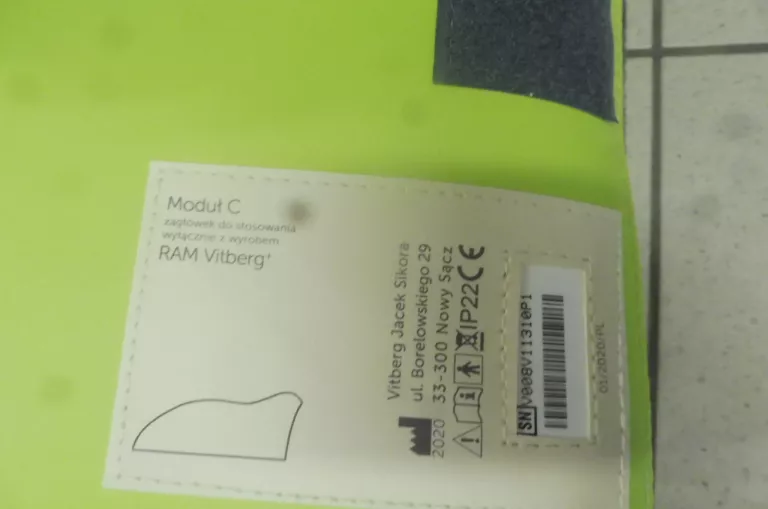 Moduł C
zagłówek do stosowania
wyłącznie z wyrobem
RAM Vitberg+
Vitberg Jacek Sikora
ul. Borelowskiego 29
33-300 Nowy Sącz
2020
IP22 CE
SN V008V11310P1
01/2020/PL